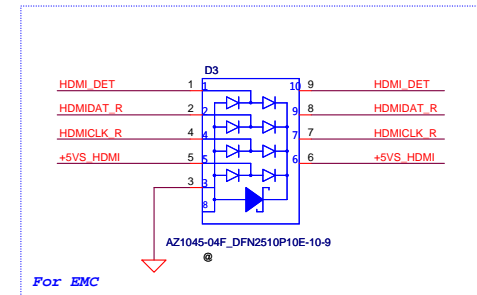 D3
HDMI_DET 1 1 10 9 HDMI_DET
HDMIDAT_R 2 2 9 8 HDMIDAT_R
HDMICLK_R 4 4 7 7 HDMICLK_R
+5VS_HDMI 5 5 6 6 +5VS_HDMI
3 3
8
AZ1045-04F_DFN2510P10E-10-9
@
For EMC